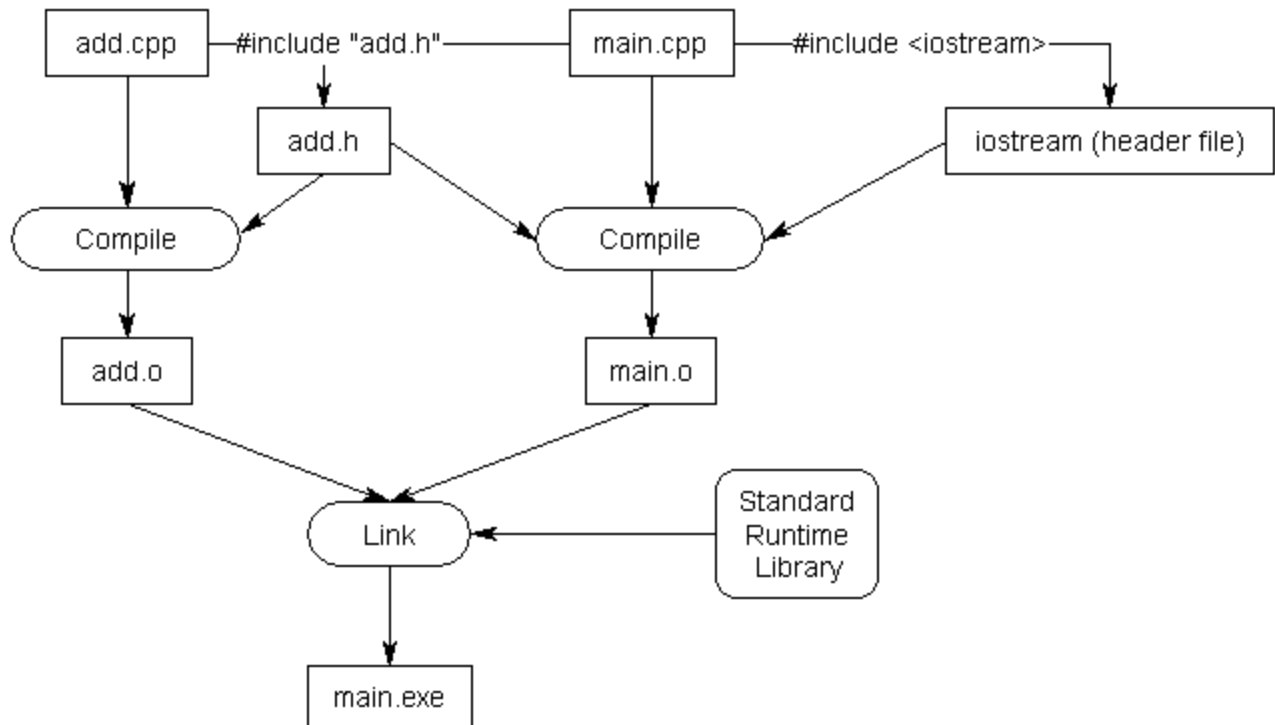 add.cpp
#include "add.h"
main.cpp
#include <iostream>
add.h
iostream (header file)
Compile
Compile
add.o
main.o
Link
Standard
Runtime
Library
main.exe